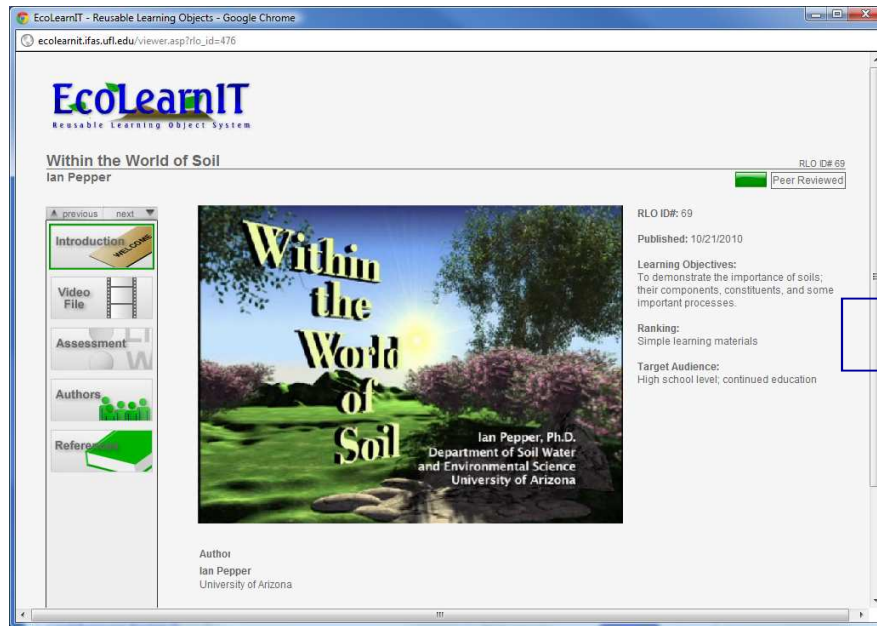 EcoLearnIT - Reusable Learning Objects - Google Chrome
ecolearnit.ifas.ufl.edu/viewer.asp?rlo_id=476
EcoLearnIT
Reusable Learning Object System
Within the World of Soil
RLO ID# 69
Ian Pepper
Peer Reviewed
previous next
Introduction
WELCOME
Video
File
Assessment
Authors
References
Within
the
World
of
Soil
Ian Pepper, Ph.D.
Department of Soil Water
and Environmental Science
University of Arizona
RLO ID#: 69
Published: 10/21/2010
Learning Objectives:
To demonstrate the importance of soils;
their components, constituents, and some
important processes.
Ranking:
Simple learning materials
Target Audience:
High school level; continued education
Author
Ian Pepper
University of Arizona